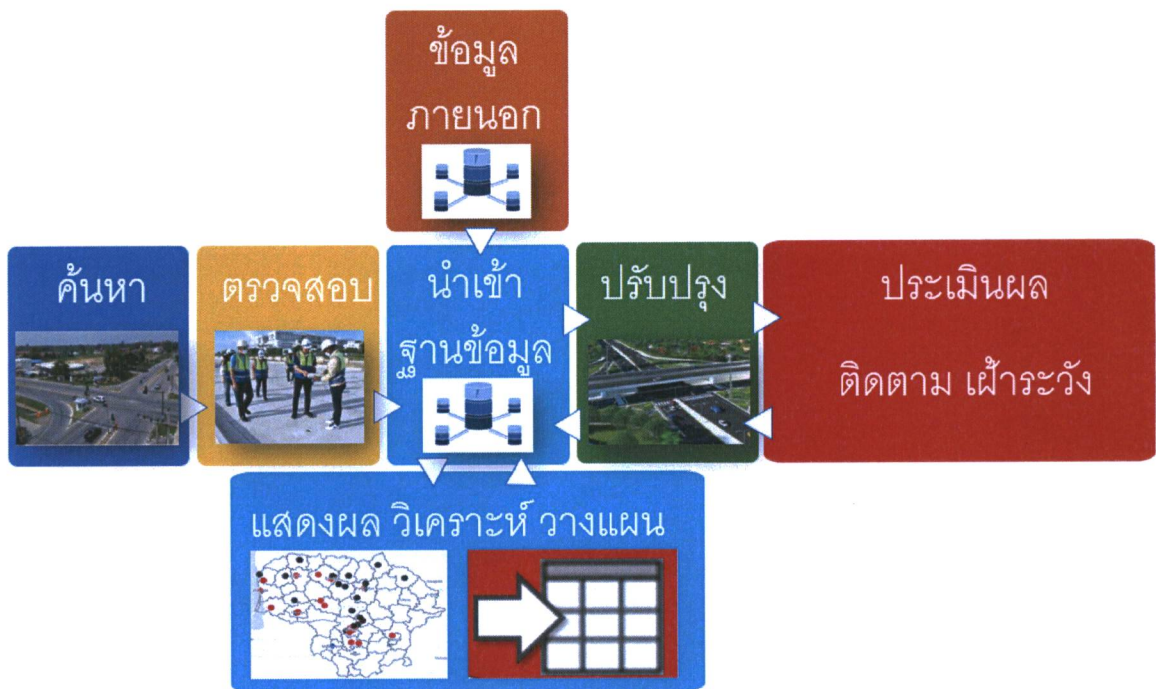 ข้อมูล
ภายนอก
ค้นหา
ตรวจสอบ
นำเข้า
ฐานข้อมูล
ปรับปรุง
ประเมินผล
ติดตาม เฝ้าระวัง
แสดงผล วิเคราะห์ วางแผน